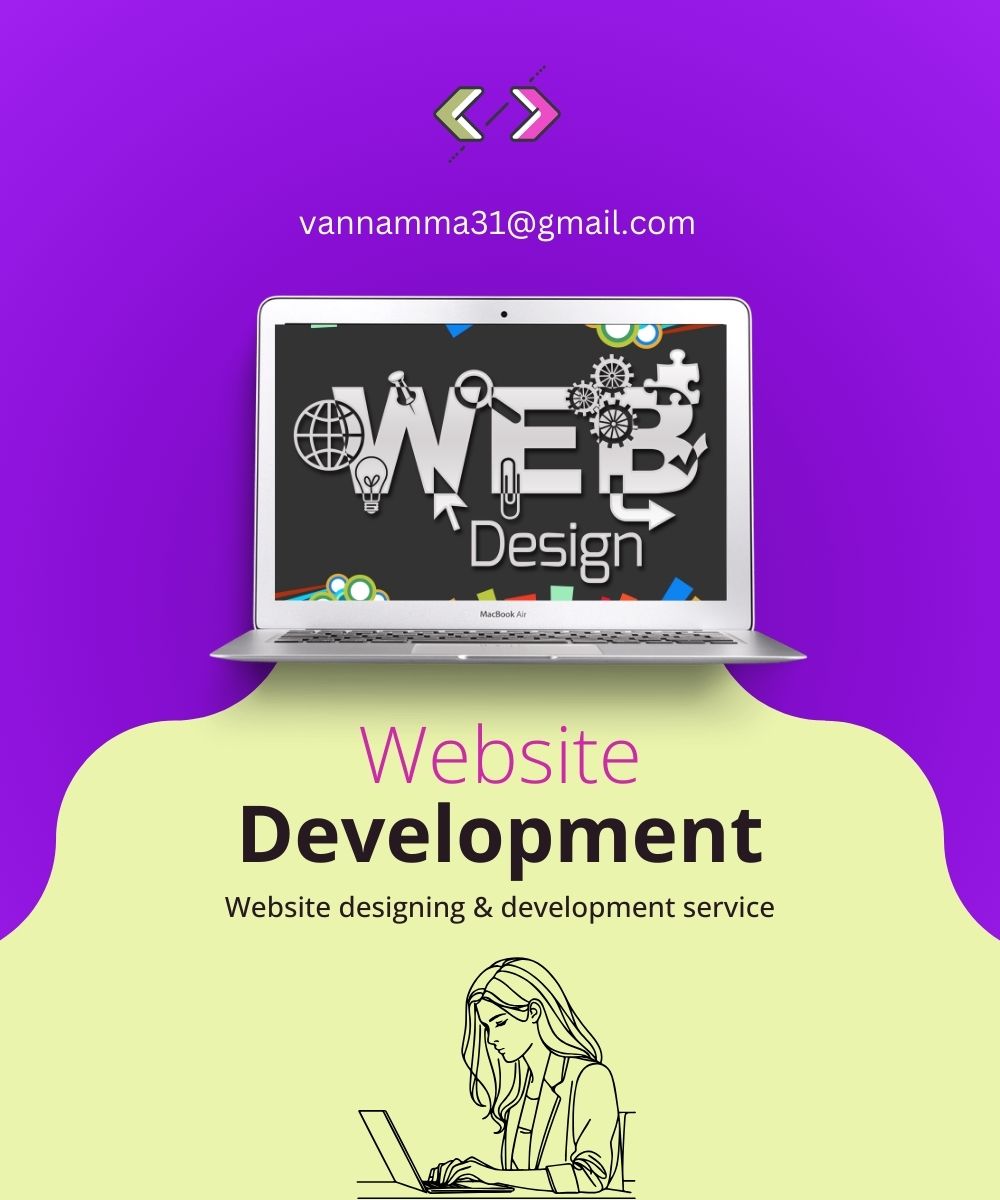 vannamma31@gmail.com
WEB
Design
MacBook Air
Website
Development
Website designing & development service